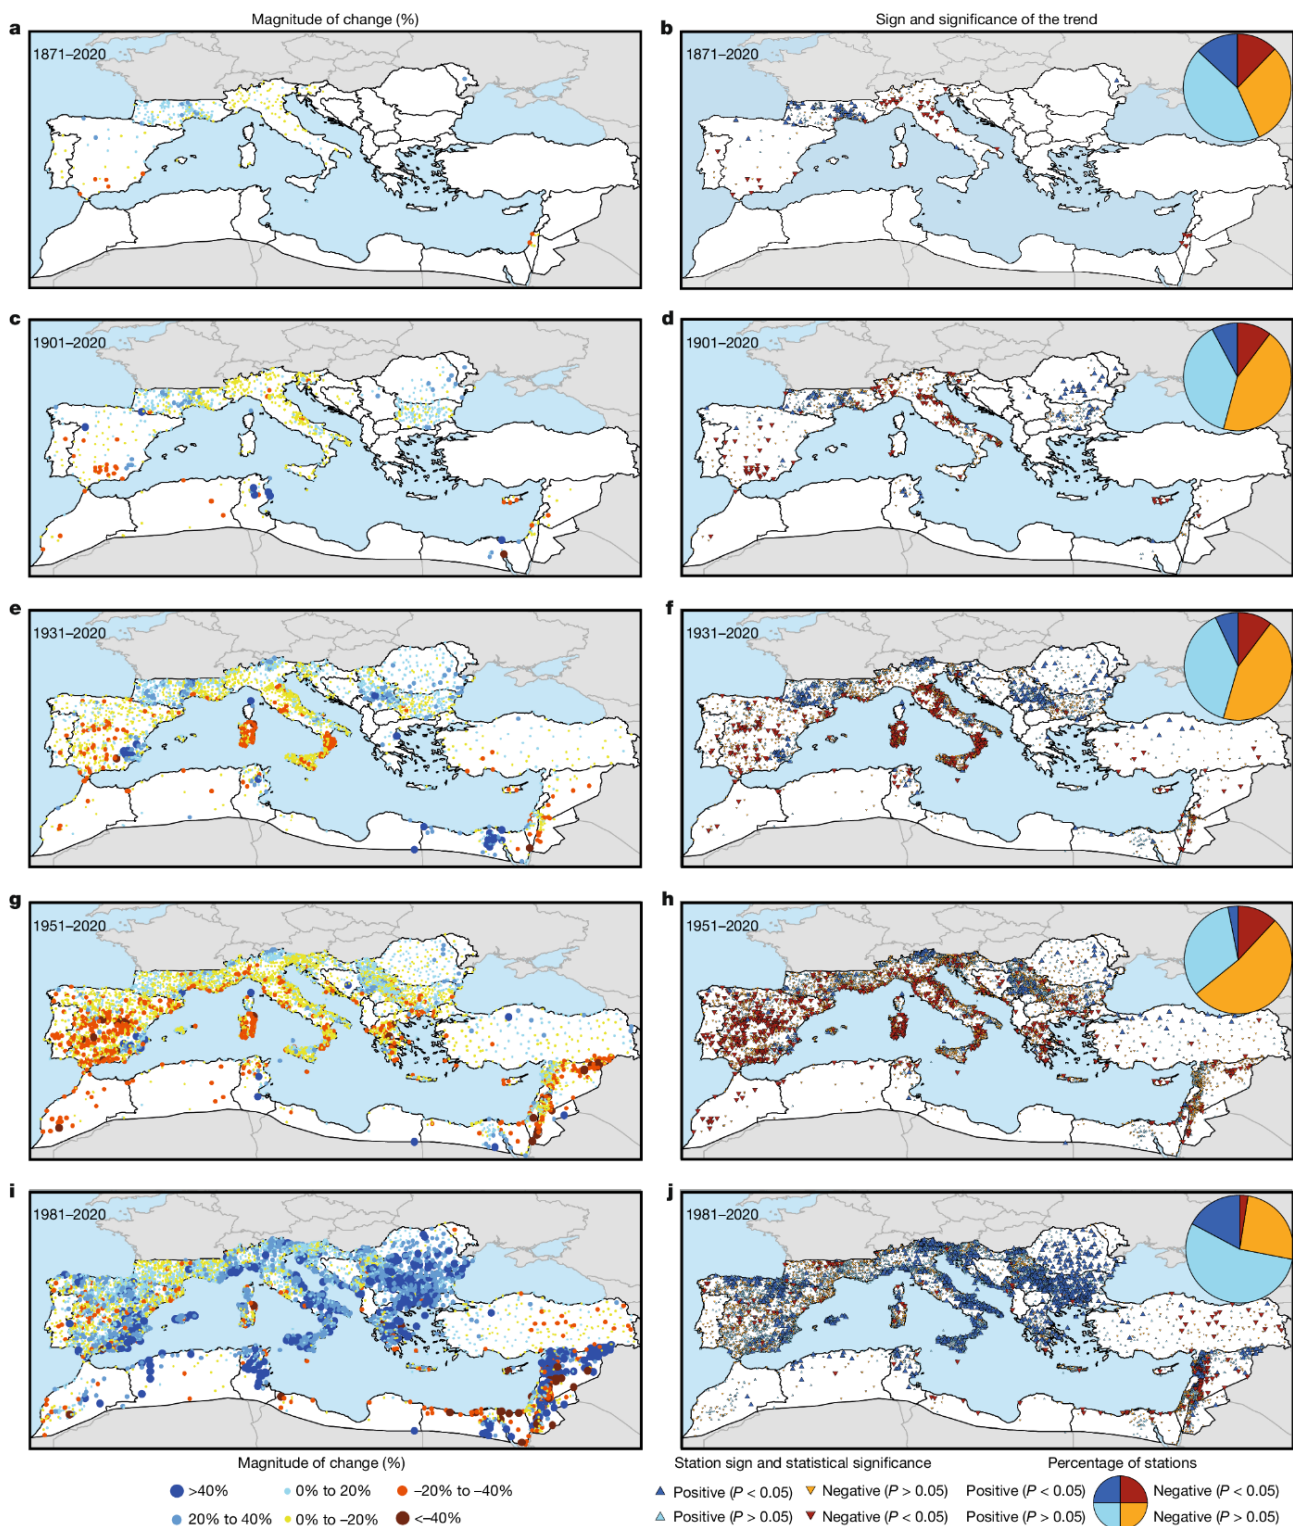 Magnitude of change (%)
Sign and significance of the trend
a
1871–2020
b
1871–2020
c
1901–2020
d
1901–2020
e
1931–2020
f
1931–2020
g
1951–2020
h
1951–2020
i
1981–2020
j
1981–2020
Magnitude of change (%)
>40%
0% to 20%
–20% to –40%
20% to 40%
0% to –20%
<–40%
Station sign and statistical significance
Positive (P < 0.05)
Negative (P > 0.05)
Positive (P > 0.05)
Negative (P < 0.05)
Percentage of stations
Positive (P < 0.05)
Negative (P < 0.05)
Positive (P > 0.05)
Negative (P > 0.05)